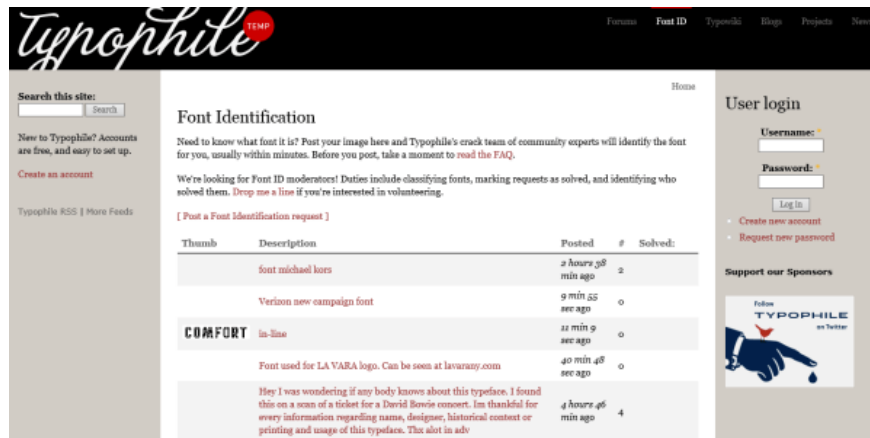 Typophile
TEMP
Forums Font ID Typowiki Blogs Projects New
Search this site:
Search
New to Typophile? Accounts
are free, and easy to set up.
Create an account
Typophile RSS | More Feeds
Home
Font Identification
Need to know what font it is? Post your image here and Typophile's crack team of community experts will identify the font
for you, usually within minutes. Before you post, take a moment to read the FAQ.
We're looking for Font ID moderators! Duties include classifying fonts, marking requests as solved, and identifying who
solved them. Drop me a line if you're interested in volunteering.
[ Post a Font Identification request ]
Thumb Description Posted # Solved:
font michael kors 2 hours 38 min ago 2
Verizon new campaign font 9 min 55 sec ago 0
COMFORT in-line 11 min 9 sec ago 0
Font used for LA VARA logo. Can be seen at lavarany.com 40 min 48 sec ago 0
Hey I was wondering if any body knows about this typeface. I found
this on a scan of a ticket for a David Bowie concert. Im thankful for
every information regarding name, designer, historical context or
printing and usage of this typeface. Thx alot in adv
4 hours 46 min ago 4
User login
Username: *
Password: *
Log in
Create new account
Request new password
Support our Sponsors
Follow
TYPOPHILE
on Twitter